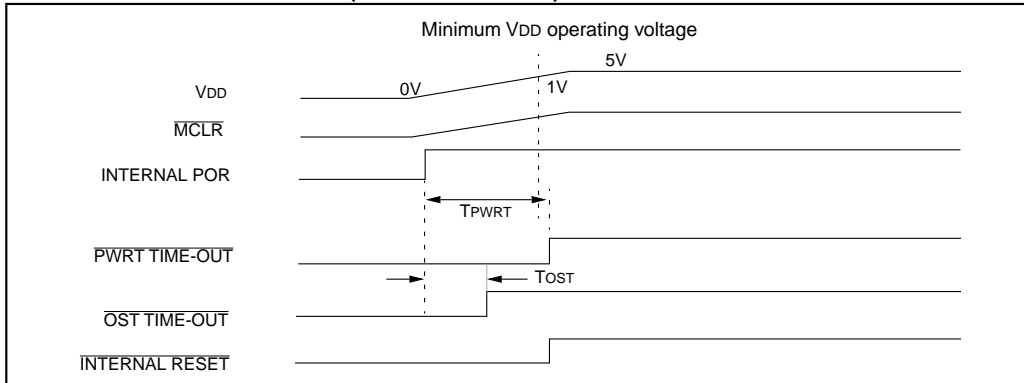 Minimum VDD operating voltage
5V
VDD
0V
1V
MCLR
INTERNAL POR
TPWRT
PWRT TIME-OUT
TOST
OST TIME-OUT
INTERNAL RESET